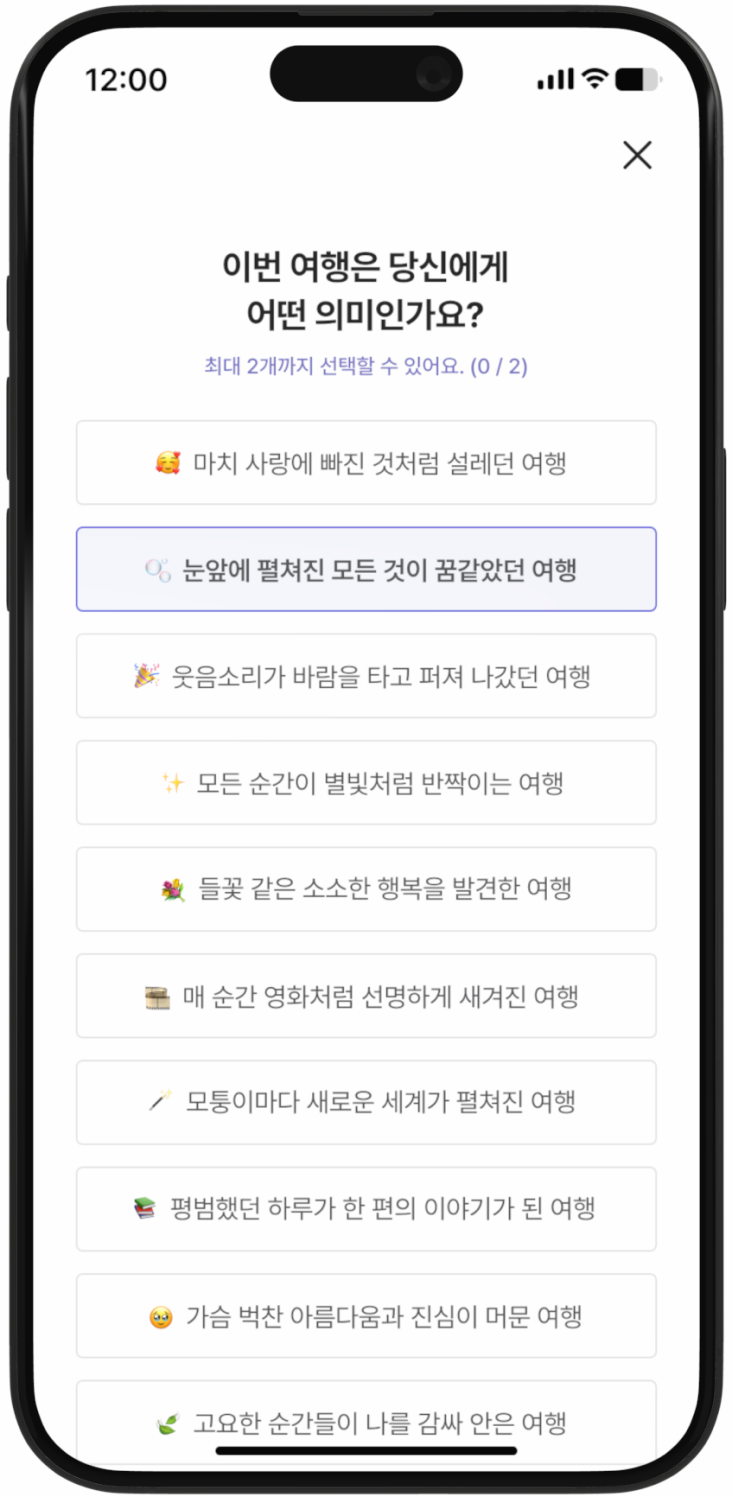 12:00
이번 여행은 당신에게
어떤 의미인가요?
최대 2개까지 선택할 수 있어요. (0 / 2)
🥰 마치 사랑에 빠진 것처럼 설레던 여행
🫧 눈앞에 펼쳐진 모든 것이 꿈같았던 여행
🎉 웃음소리가 바람을 타고 퍼져 나갔던 여행
✨ 모든 순간이 별빛처럼 반짝이는 여행
💐 들꽃 같은 소소한 행복을 발견한 여행
매 순간 영화처럼 선명하게 새겨진 여행
🪄 모퉁이마다 새로운 세계가 펼쳐진 여행
📚 평범했던 하루가 한 편의 이야기가 된 여행
🥹 가슴 벅찬 아름다움과 진심이 머문 여행
🍃 고요한 순간들이 나를 감싸 안은 여행